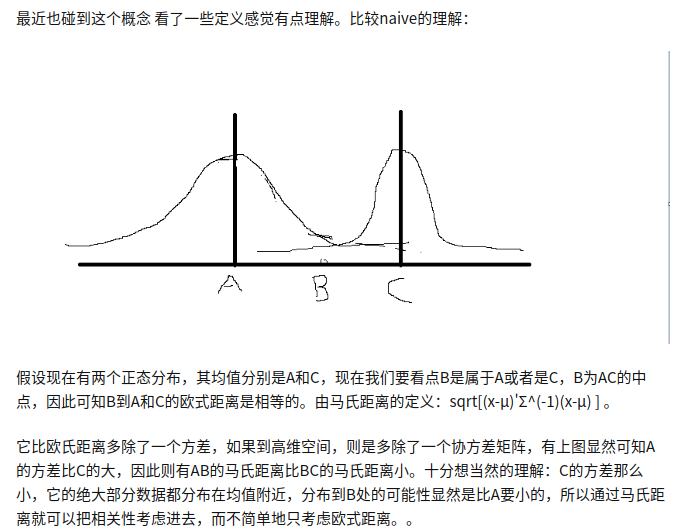 最近也碰到这个概念 看了一些定义感觉有点理解。比较naive的理解：
A B C
假设现在有两个正态分布，其均值分别是A和C，现在我们要看点B是属于A或者是C，B为AC的中
点，因此可知B到A和C的欧式距离是相等的。由马氏距离的定义：sqrt[(x-μ)'Σ^(-1)(x-μ) ] 。
它比欧氏距离多除了一个方差，如果到高维空间，则是多除了一个协方差矩阵，有上图显然可知A
的方差比C的大，因此则有AB的马氏距离比BC的马氏距离小。十分想当然的理解：C的方差那么
小，它的绝大部分数据都分布在均值附近，分布到B处的可能性显然是比A要小的，所以通过马氏距
离就可以把相关性考虑进去，而不简单地只考虑欧式距离。。